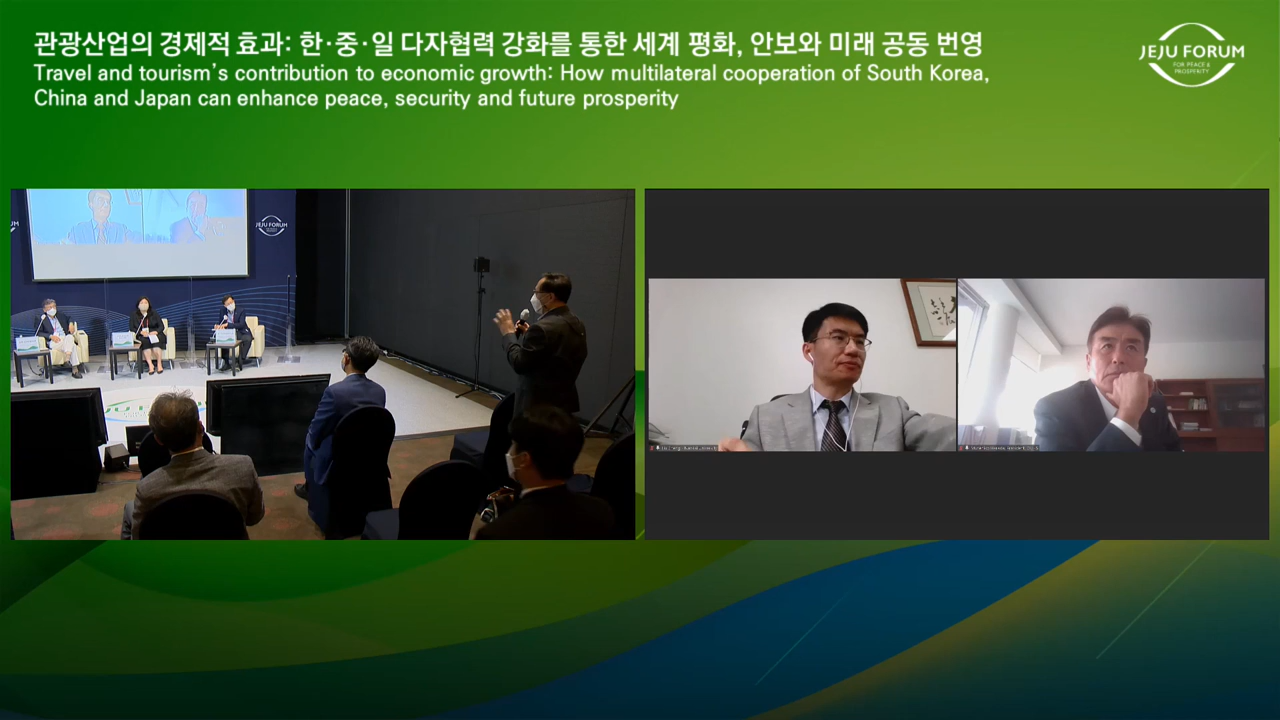 관광산업의 경제적 효과: 한·중·일 다자협력 강화를 통한 세계 평화, 안보와 미래 공동 번영
Travel and tourism's contribution to economic growth: How multilateral cooperation of South Korea,
China and Japan can enhance peace, security and future prosperity
JEJU FORUM
FOR PEACE &
PROSPERITY
JEJU FORUM